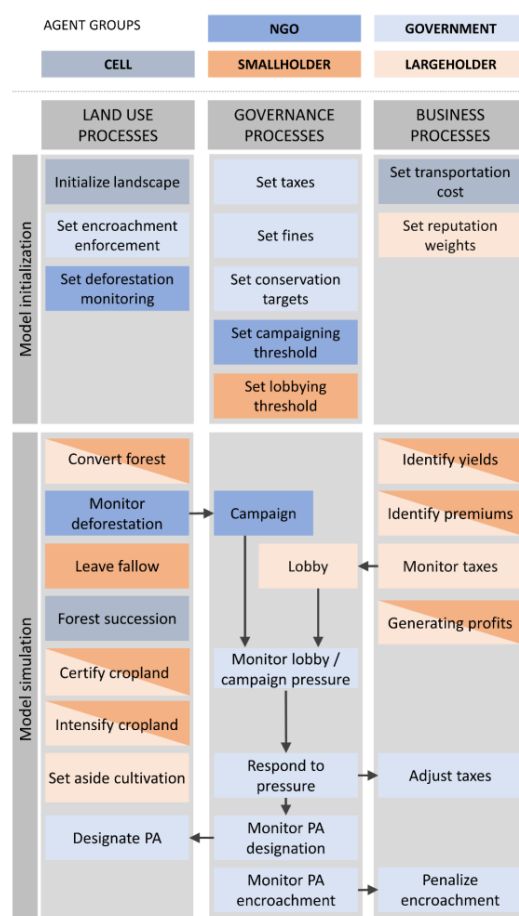 AGENT GROUPS
NGO
GOVERNMENT
CELL
SMALLHOLDER
LARGEHOLDER
LAND USE
PROCESSES
GOVERNANCE
PROCESSES
BUSINESS
PROCESSES
Model initialization
Initialize landscape
Set encroachment
enforcement
Set deforestation
monitoring
Set taxes
Set fines
Set conservation
targets
Set campaigning
threshold
Set lobbying
threshold
Set transportation
cost
Set reputation
weights
Model simulation
Convert forest
Monitor
deforestation
Leave fallow
Forest succession
Certify cropland
Intensify cropland
Set aside cultivation
Designate PA
Campaign
Lobby
Monitor lobby /
campaign pressure
Respond to
pressure
Monitor PA
designation
Monitor PA
encroachment
Identify yields
Identify premiums
Monitor taxes
Generating profits
Adjust taxes
Penalize
encroachment